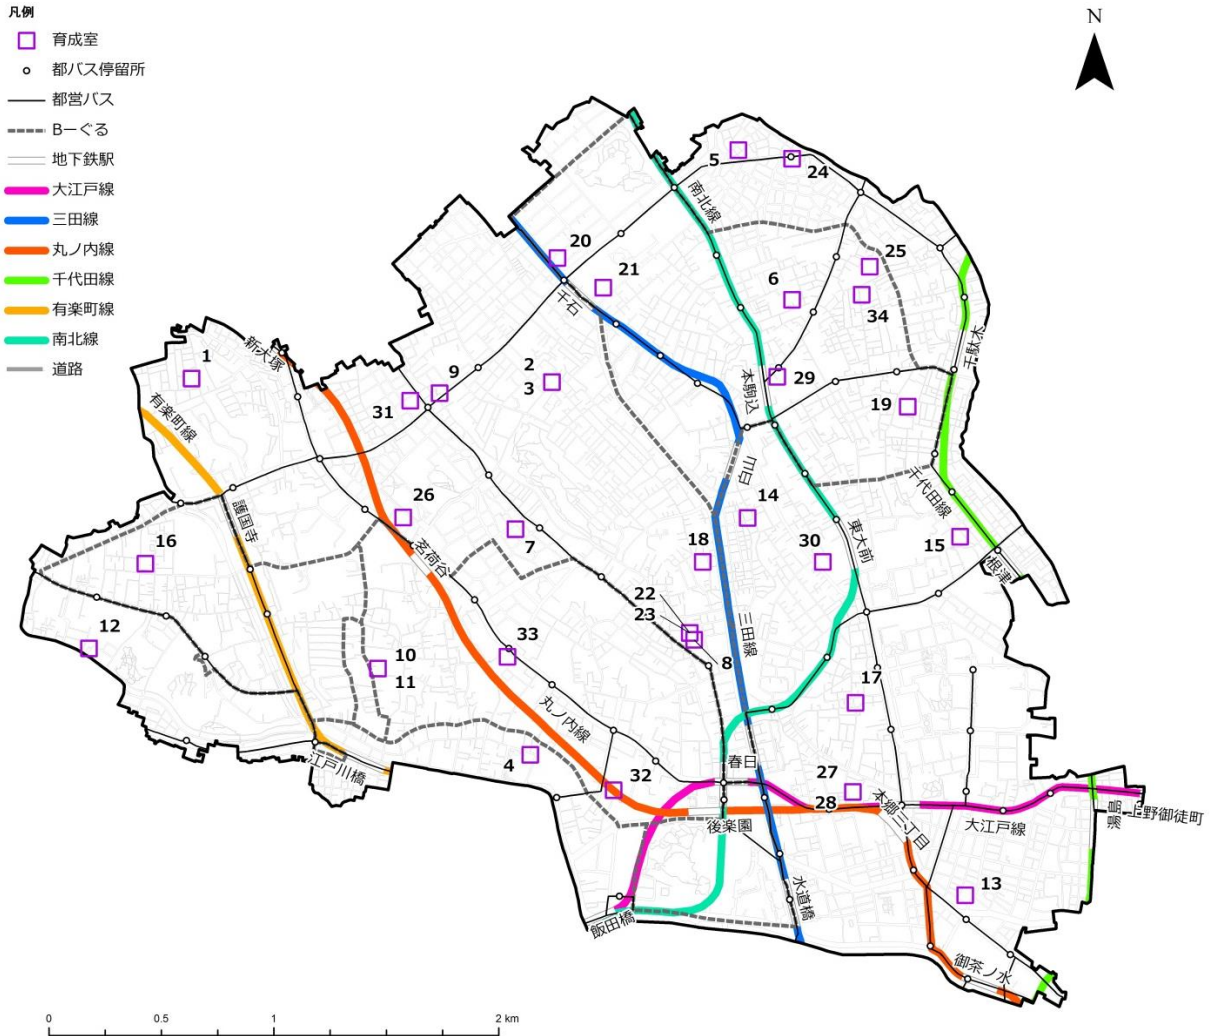 凡例
育成室
都バス停留所
都営バス
Bーぐる
地下鉄駅
大江戸線
三田線
丸ノ内線
千代田線
有楽町線
南北線
道路
N
5
24
南北線
20
21
25
6
34
千石
千駄木
新大塚
1
9
2
3
本駒込
29
31
19
有楽町線
白山
千代田線
26
14
護国寺
16
7
茗荷谷
18
30
東大前
15
根津
22
23
12
33
三田線
10
11
8
17
丸ノ内線
4
江戸川橋
32
春日
27
28
本郷三丁目
後楽園
大江戸線
湯島
上野御徒町
13
水道橋
飯田橋
御茶ノ水
0
0.5
1
2 km